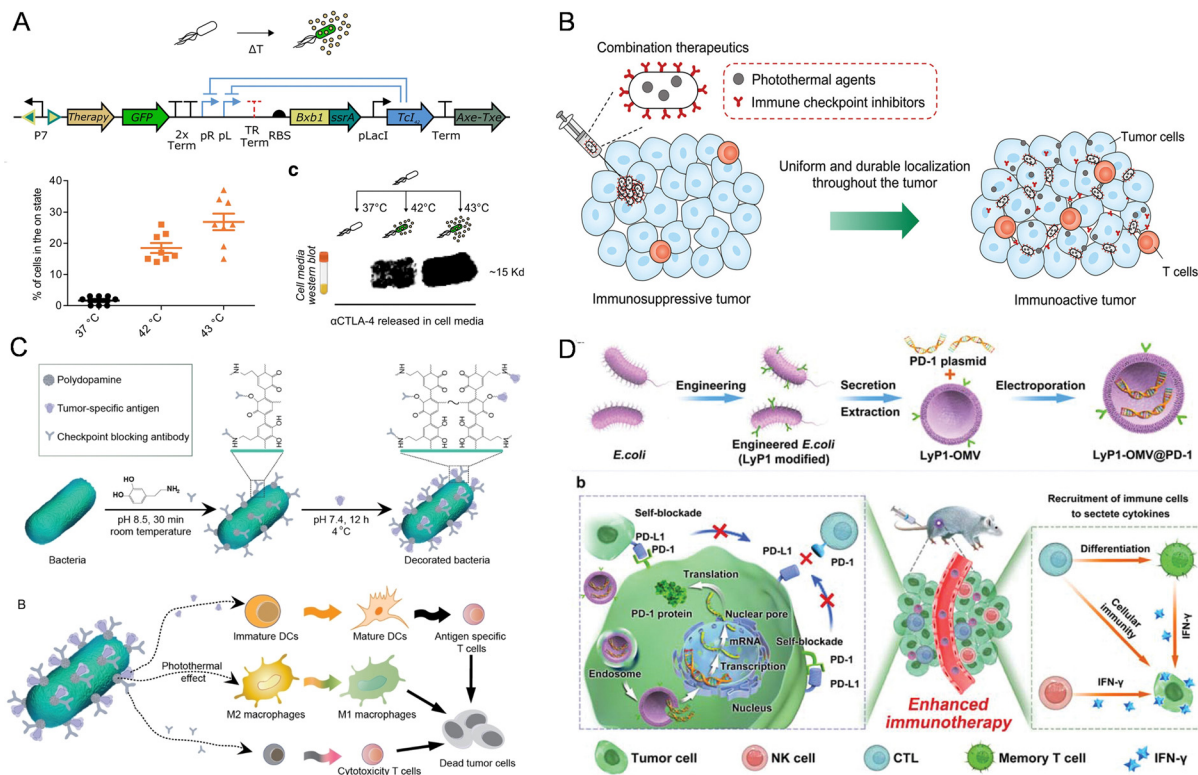 A
ΔT
P7
Therapy
GFP
2x
Term
pR pL
TR
Term
RBS
Bxb1
ssrA
pLacI
TcI
Term
Axe-Txe
% of cells in the on state
40
30
20
10
0
37 °C
42 °C
43 °C
c
37°C
42°C
43°C
Cell media
western blot
~15 Kd
αCTLA-4 released in cell media
B
Combination therapeutics
Photothermal agents
Immune checkpoint inhibitors
Tumor cells
Uniform and durable localization
throughout the tumor
T cells
Immunosuppressive tumor
Immunoactive tumor
C
Polydopamine
Tumor-specific antigen
Checkpoint blocking antibody
HO
HO
NH₂
pH 8.5, 30 min
room temperature
pH 7.4, 12 h
4 °C
Bacteria
Decorated bacteria
B
Immature DCs
Mature DCs
Antigen specific
T cells
Photothermal
effect
M2 macrophages
M1 macrophages
Cytotoxicity T cells
Dead tumor cells
D
PD-1 plasmid
+
Engineering
Secretion
Extraction
Electroporation
E.coli
Engineered E.coli
(LyP1 modified)
LyP1-OMV
LyP1-OMV@PD-1
b
Self-blockade
PD-L1
PD-1
PD-L1
PD-1
Translation
PD-1 protein
Nuclear pore
mRNA
Transcription
Endosome
Nucleus
Self-blockade
PD-1
PD-L1
Enhanced
immunotherapy
Recruitment of immune cells
to sectete cytokines
Differentiation
Cellular
immunity
IFN-γ
IFN-γ
Tumor cell
NK cell
CTL
Memory T cell
IFN-γ